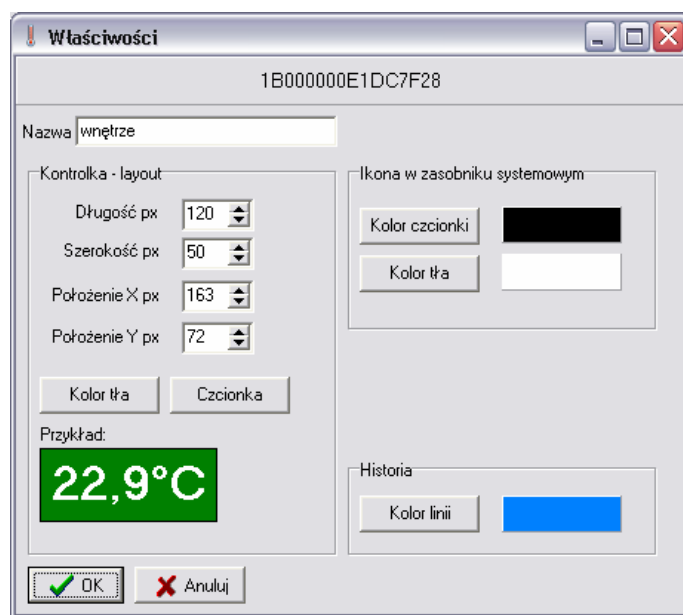 Właściwości
1B000000E1DC7F28
Nazwa wnętrze
Kontrolka - layout
Długość px 120
Szerokość px 50
Położenie X px 163
Położenie Y px 72
Kolor tła Czcionka
Przykład:
22,9°C
Ikona w zasobniku systemowym
Kolor czcionki
Kolor tła
Historia
Kolor linii
OK Anuluj